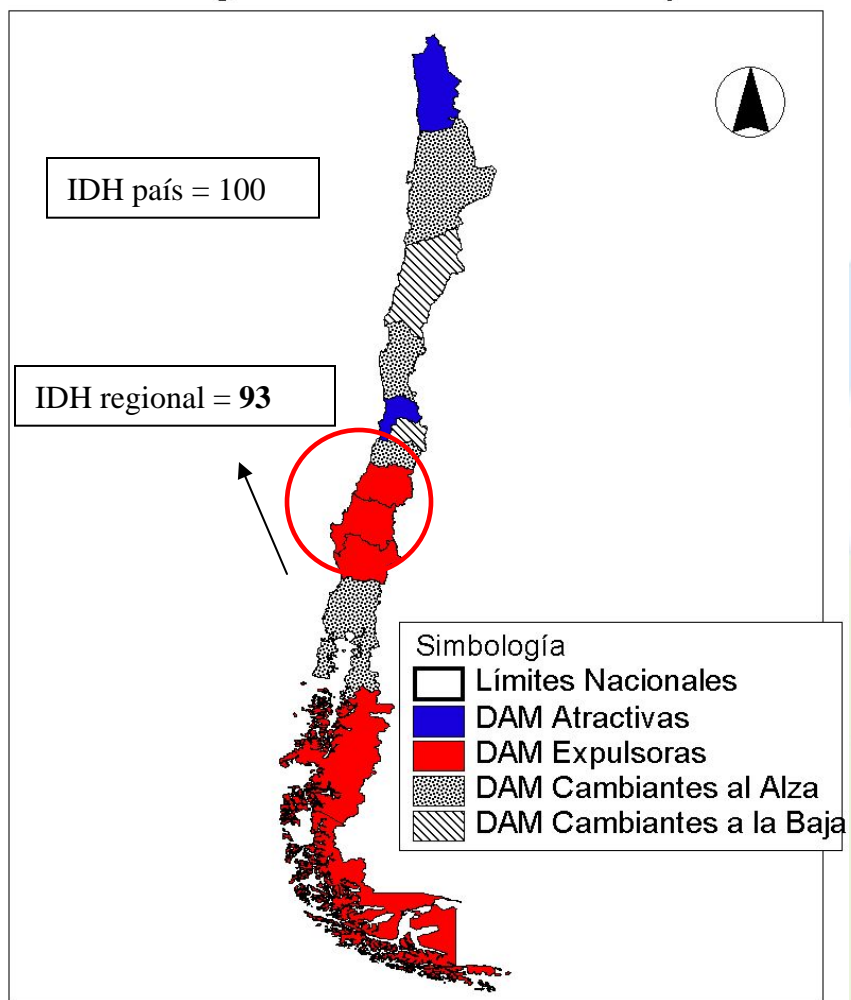 IDH país = 100
IDH regional = 93
Simbología
Límites Nacionales
DAM Atractivas
DAM Expulsoras
DAM Cambiantes al Alza
DAM Cambiantes a la Baja